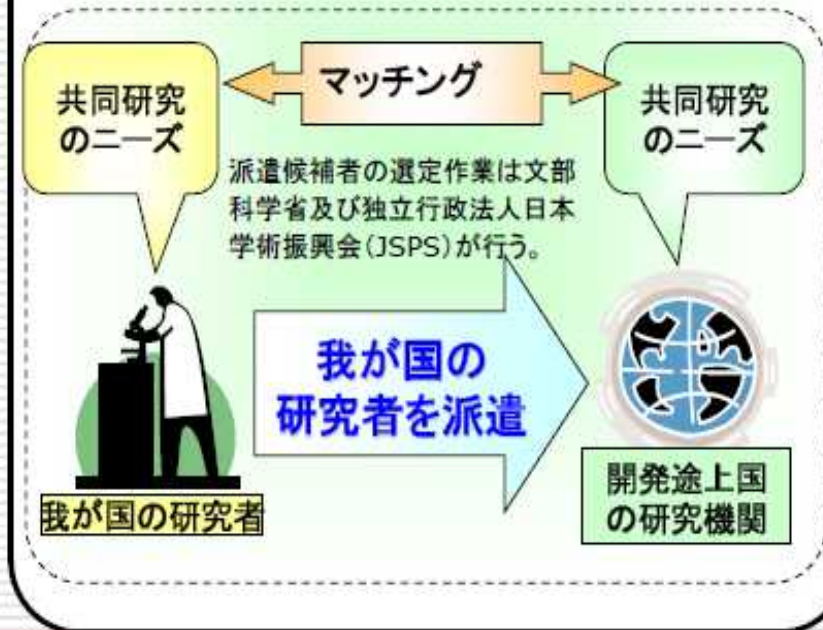 マッチング
共同研究
のニーズ
共同研究
のニーズ
派遣候補者の選定作業は文部
科学省及び独立行政法人日本
学術振興会(JSPS)が行う。
我が国の
研究者を派遣
我が国の研究者
開発途上国
の研究機関